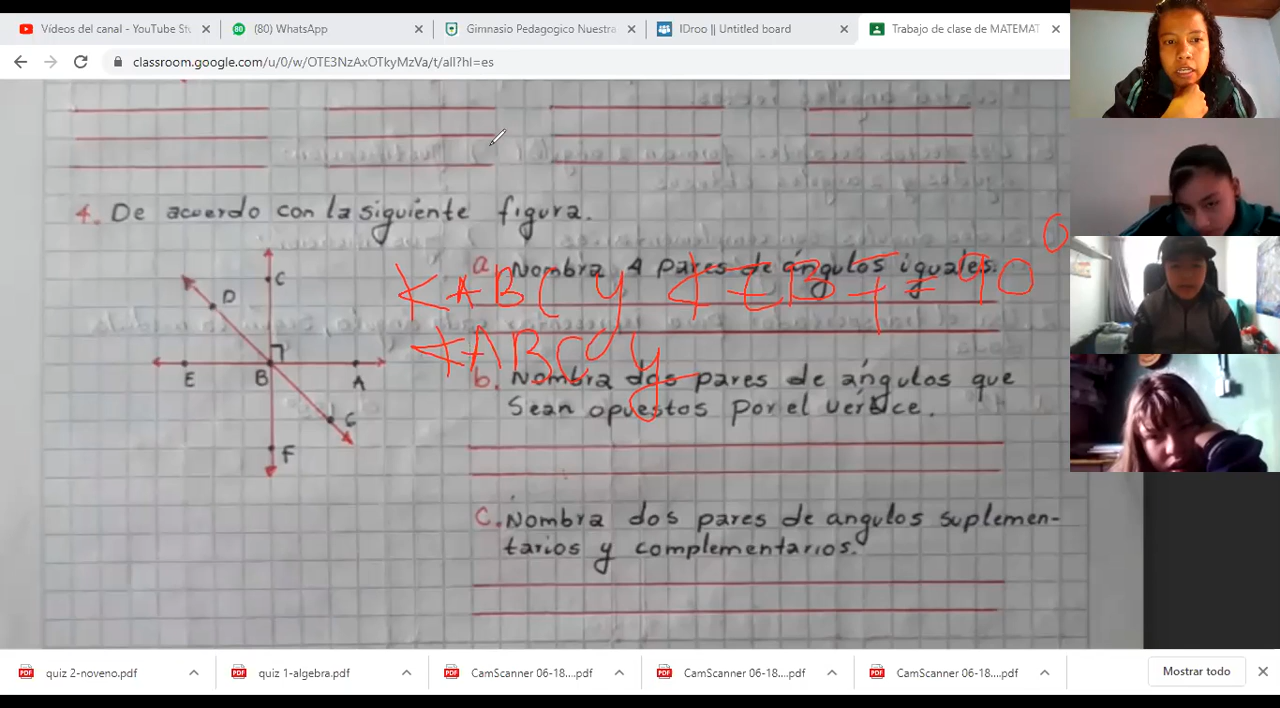 Vídeos del canal - YouTube St
(80) WhatsApp
Gimnasio Pedagogico Nuestra
IDroo || Untitled board
Trabajo de clase de MATEMAT
classroom.google.com/u/0/w/OTE3NzAxOTkyMzVa/t/all?hl=es
4. De acuerdo con la siguiente figura.
C
D
E
B
A
G
F
a. Nombra 4 pares de ángulos iguales.
∢ABC y ∢EBF = 90°
∢ABC y
b. Nombra dos pares de ángulos que
Sean opuestos por el vértice.
C. Nombra dos pares de angulos suplemen-
tarios y complementarios.
quiz 2-noveno.pdf
quiz 1-algebra.pdf
CamScanner 06-18....pdf
CamScanner 06-18....pdf
CamScanner 06-18....pdf
Mostrar todo